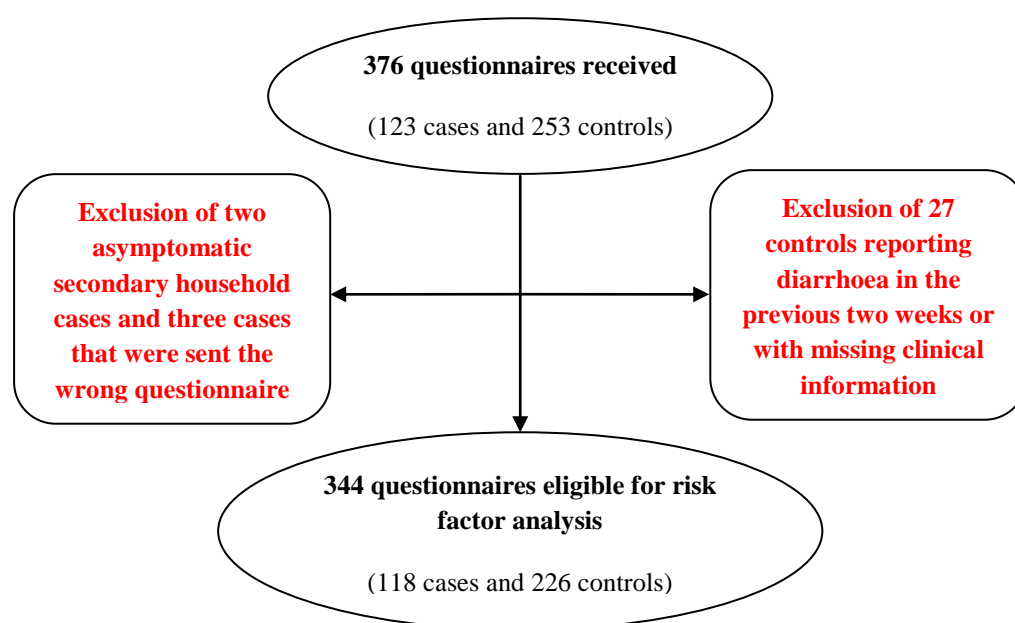 376 questionnaires received
(123 cases and 253 controls)
Exclusion of two
asymptomatic
secondary household
cases and three cases
that were sent the
wrong questionnaire
Exclusion of 27
controls reporting
diarrhoea in the
previous two weeks or
with missing clinical
information
344 questionnaires eligible for risk
factor analysis
(118 cases and 226 controls)